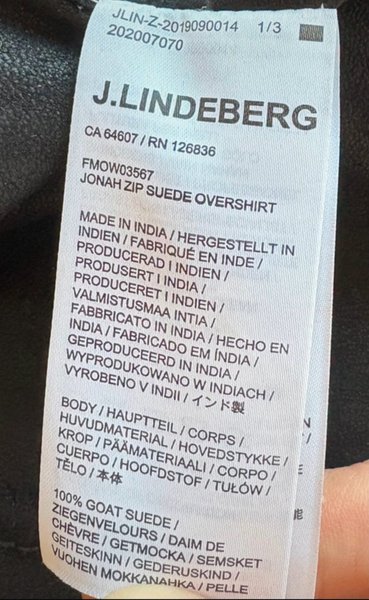 JLIN-Z-2019090014 1/3
202007070
J.LINDEBERG
CA 64607 / RN 126836
FMOW03567
JONAH ZIP SUEDE OVERSHIRT
MADE IN INDIA / HERGESTELLT IN
INDIEN / FABRIQUÉ EN INDE /
PRODUCERAD I INDIEN /
PRODUSERT I INDIA /
PRODUCERET I INDIEN /
VALMISTUSMAA INTIA /
FABBRICATO IN INDIA / HECHO EN
INDIA / FABRICADO EM ÍNDIA /
GEPRODUCEERD IN INDIA /
WYPRODUKOWANO W INDIACH /
VYROBENO V INDII / インド製
BODY / HAUPTTEIL / CORPS /
HUVUDMATERIAL / HOVEDSTYKKE /
KROP / PÄÄMATERIAALI / CORPO /
CUERPO / HOOFDSTOF / TUŁÓW /
TĚLO / 本体
100% GOAT SUEDE /
ZIEGENVELOURS / DAIM DE
CHÈVRE / GETMOCKA / SEMSKET
GEITESKINN / GEDERUSKIND /
VUOHEN MOKKANAHKA / PELLE